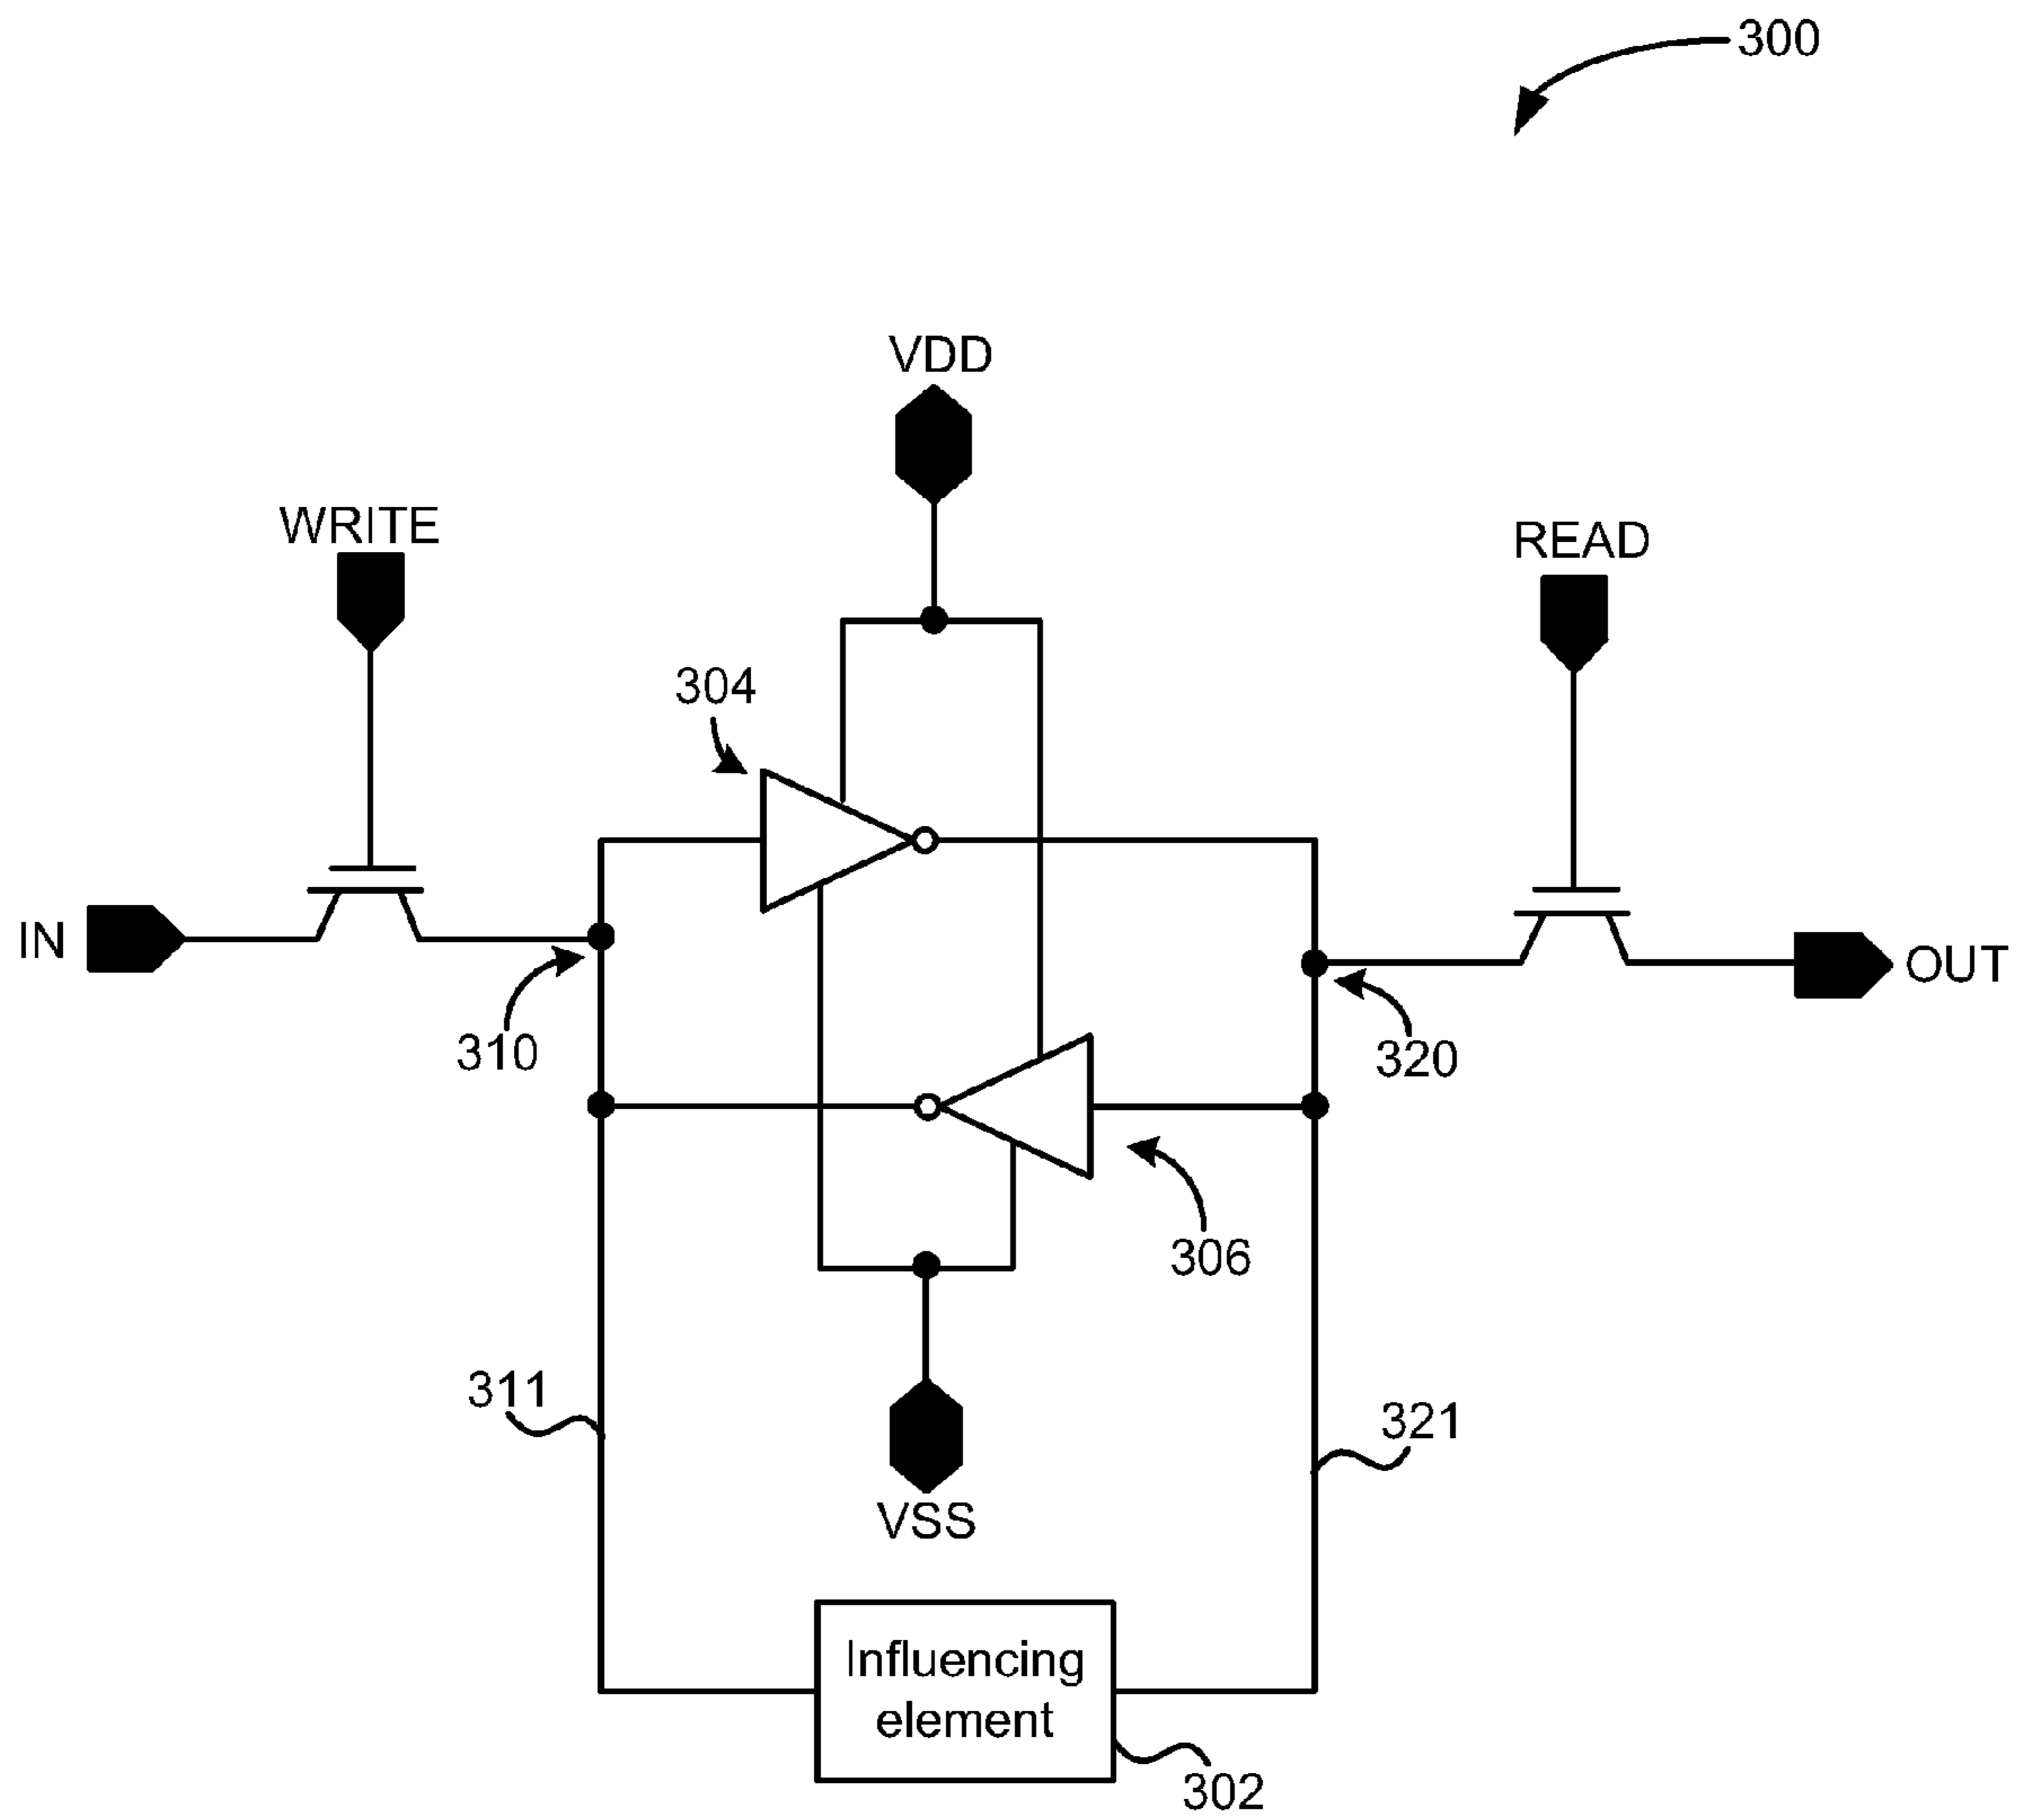 300
VDD
WRITE
READ
304
IN
OUT
310
320
306
311
321
VSS
Influencing
element
302